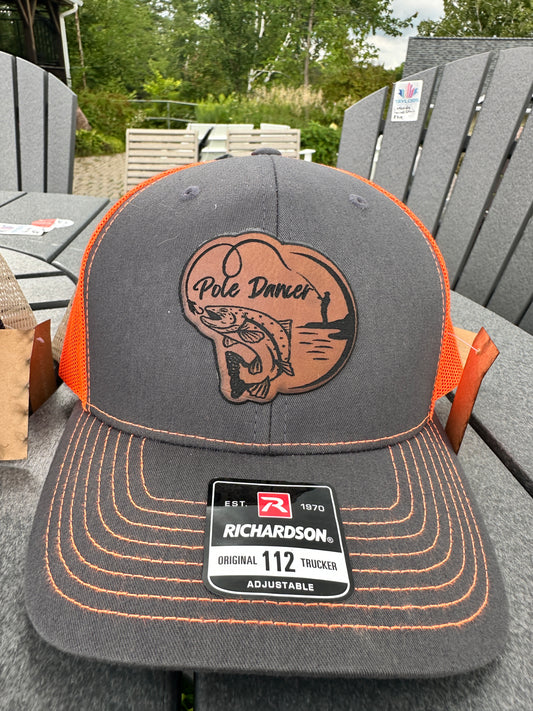 Pole Dancer
EST. R 1970
RICHARDSON®
ORIGINAL 112 TRUCKER
ADJUSTABLE